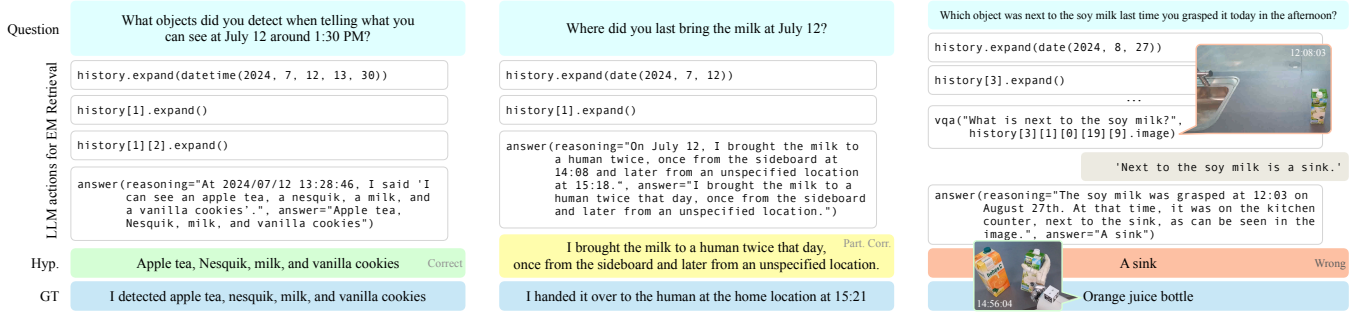 Question
LLM actions for EM Retrieval
Hyp.
GT
What objects did you detect when telling what you
can see at July 12 around 1:30 PM?
history.expand(datetime(2024, 7, 12, 13, 30))
history[1].expand()
history[1][2].expand()
answer(reasoning="At 2024/07/12 13:28:46, I said 'I
can see an apple tea, a nesquik, a milk, and
a vanilla cookies'.", answer="Apple tea,
Nesquik, milk, and vanilla cookies")
Apple tea, Nesquik, milk, and vanilla cookies
Correct
I detected apple tea, nesquik, milk, and vanilla cookies
Where did you last bring the milk at July 12?
history.expand(date(2024, 7, 12))
history[1].expand()
answer(reasoning="On July 12, I brought the milk to
a human twice, once from the sideboard at
14:08 and later from an unspecified location
at 15:18.", answer="I brought the milk to a
human twice that day, once from the sideboard
and later from an unspecified location.")
I brought the milk to a human twice that day,
once from the sideboard and later from an unspecified location.
Part. Corr.
I handed it over to the human at the home location at 15:21
Which object was next to the soy milk last time you grasped it today in the afternoon?
history.expand(date(2024, 8, 27))
history[3].expand()
...
vqa("What is next to the soy milk?",
history[3][1][0][19][9].image)
12:08:03
'Next to the soy milk is a sink.'
answer(reasoning="The soy milk was grasped at 12:03 on
August 27th. At that time, it was on the kitchen
counter, next to the sink, as can be seen in the
image.", answer="A sink")
A sink
Wrong
14:56:04
Orange juice bottle